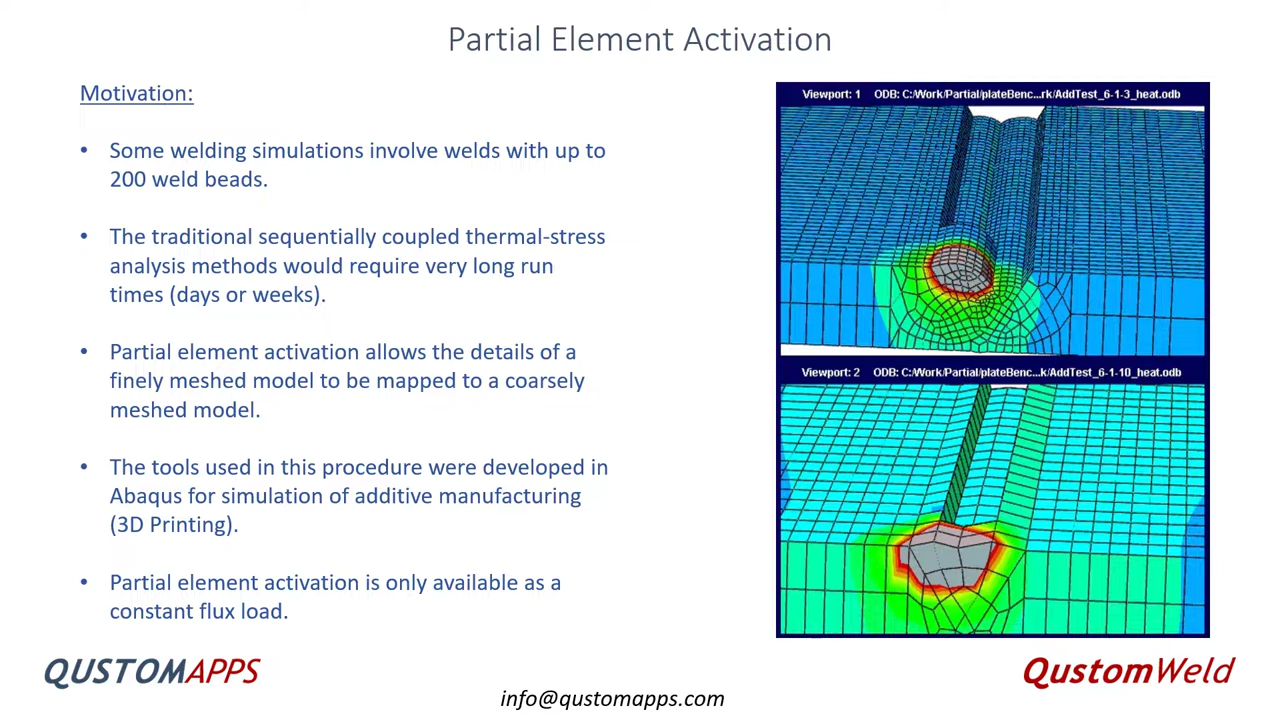 Partial Element Activation
Motivation:
• Some welding simulations involve welds with up to
200 weld beads.
• The traditional sequentially coupled thermal-stress
analysis methods would require very long run
times (days or weeks).
• Partial element activation allows the details of a
finely meshed model to be mapped to a coarsely
meshed model.
• The tools used in this procedure were developed in
Abaqus for simulation of additive manufacturing
(3D Printing).
• Partial element activation is only available as a
constant flux load.
Viewport: 1 ODB: C:/Work/Partial/plateBenc...rk/AddTest_6-1-3_heat.odb
Viewport: 2 ODB: C:/Work/Partial/plateBenc...k/AddTest_6-1-10_heat.odb
QUSTOMAPPS
info@qustomapps.com
QustomWeld